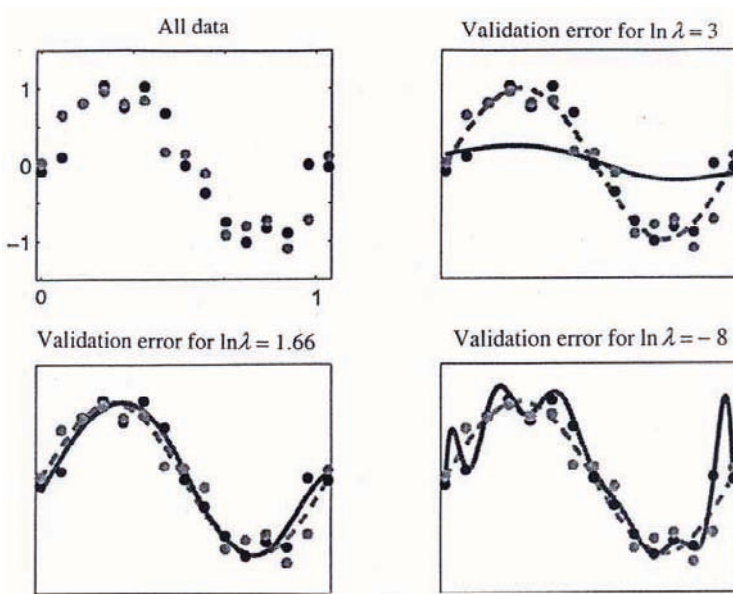 All data
Validation error for ln λ = 3
1
0
−1
0
1
Validation error for lnλ = 1.66
Validation error for ln λ = − 8